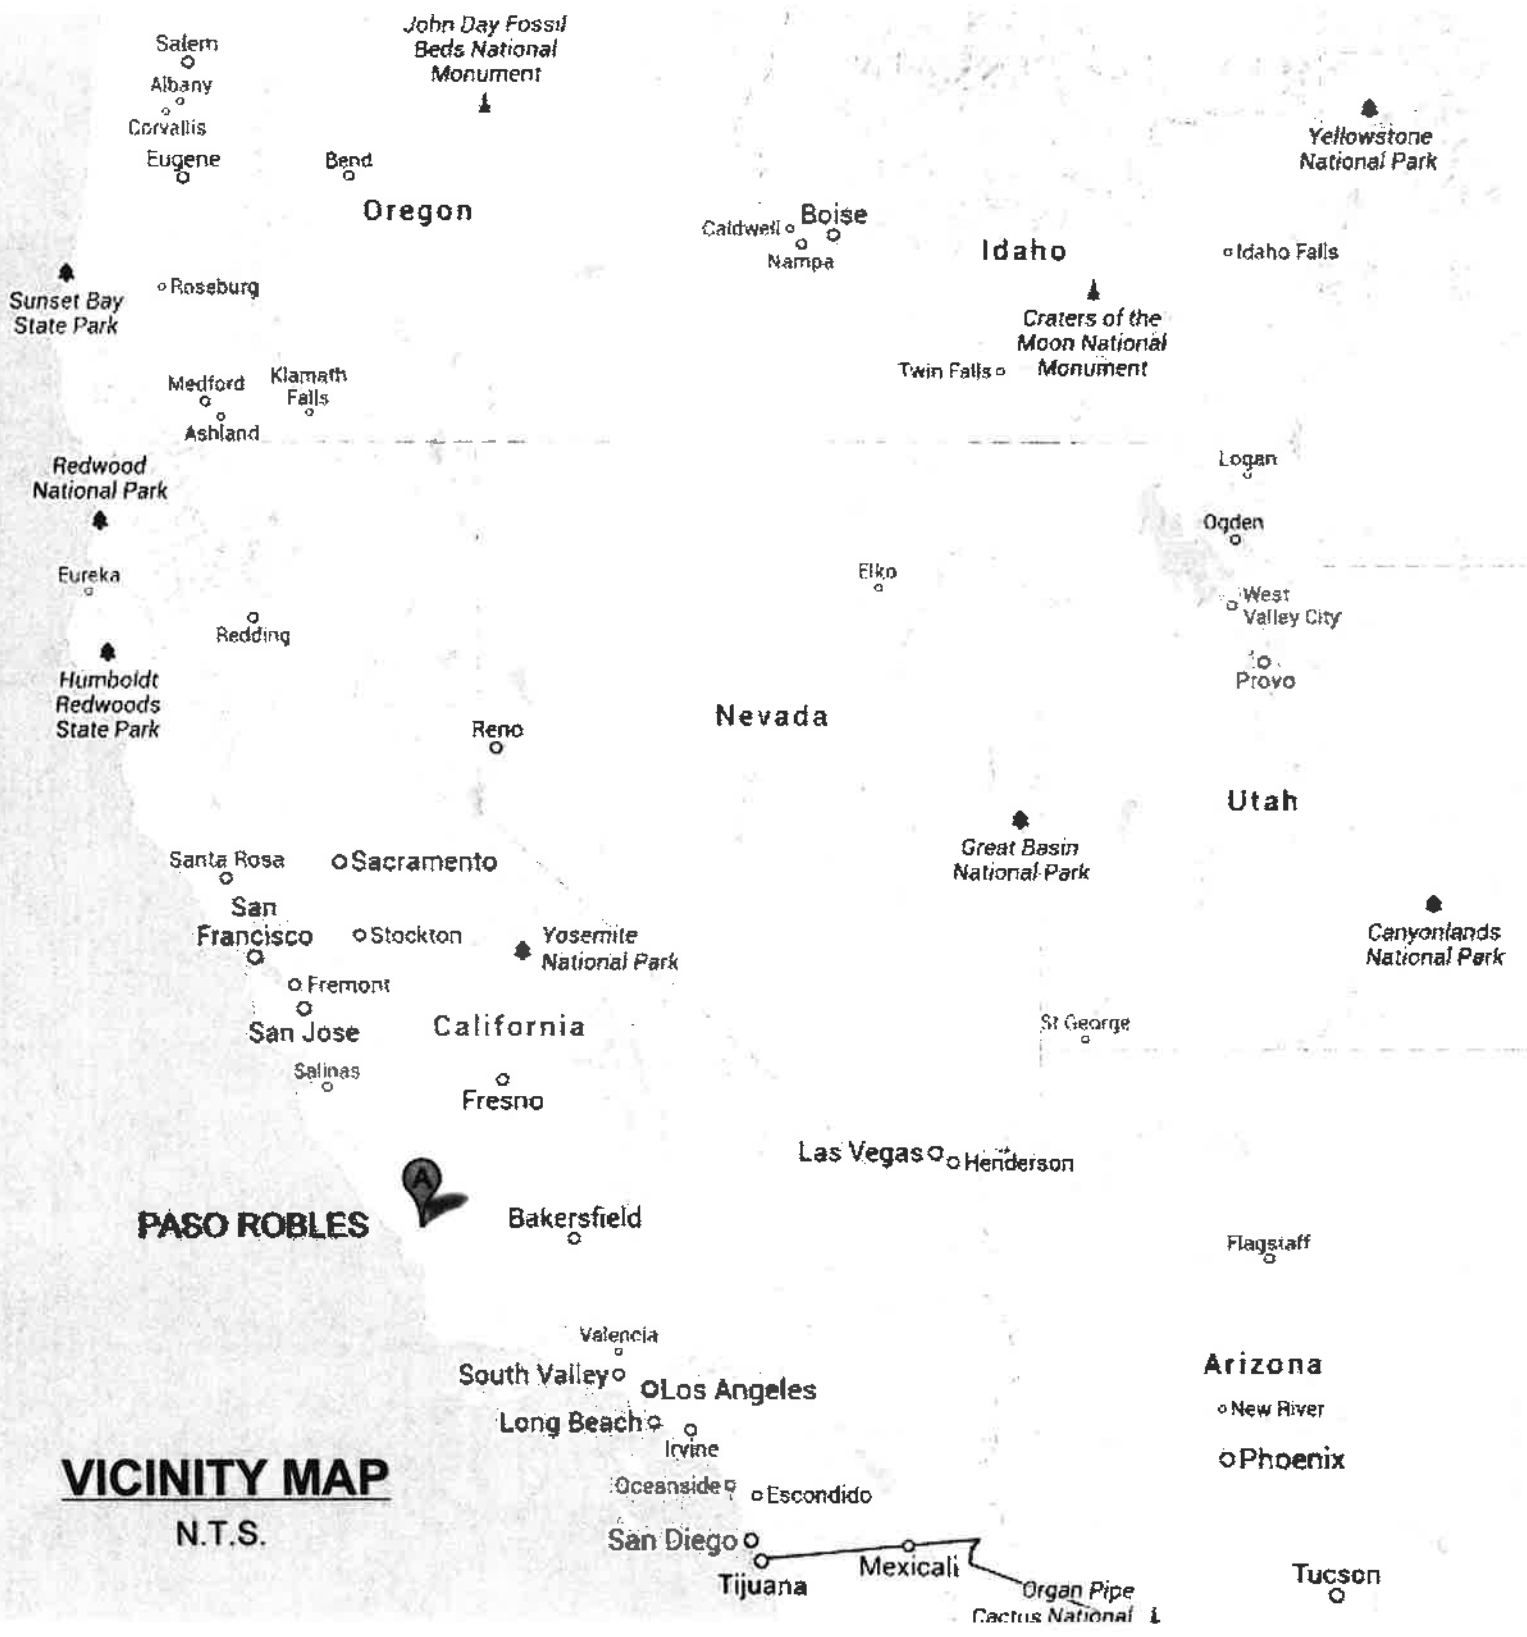 John Day Fossil
Beds National
Monument
Salem
Albany
Corvallis
Eugene
Bend
Oregon
Yellowstone
National Park
Caldwell
Boise
Nampa
Idaho
Idaho Falls
Sunset Bay
State Park
Roseburg
Craters of the
Moon National
Monument
Twin Falls
Medford
Klamath
Falls
Ashland
Redwood
National Park
Logan
Ogden
Eureka
Elko
West
Valley City
Redding
Provo
Humboldt
Redwoods
State Park
Reno
Nevada
Utah
Great Basin
National Park
Santa Rosa
Sacramento
San
Francisco
Stockton
Yosemite
National Park
Canyonlands
National Park
Fremont
San Jose
California
St George
Salinas
Fresno
Las Vegas
Henderson
A
PASO ROBLES
Bakersfield
Flagstaff
Valencia
South Valley
Los Angeles
Arizona
Long Beach
Irvine
New River
Phoenix
VICINITY MAP
N.T.S.
Oceanside
Escondido
San Diego
Tijuana
Mexicali
Organ Pipe
Cactus National
Tucson